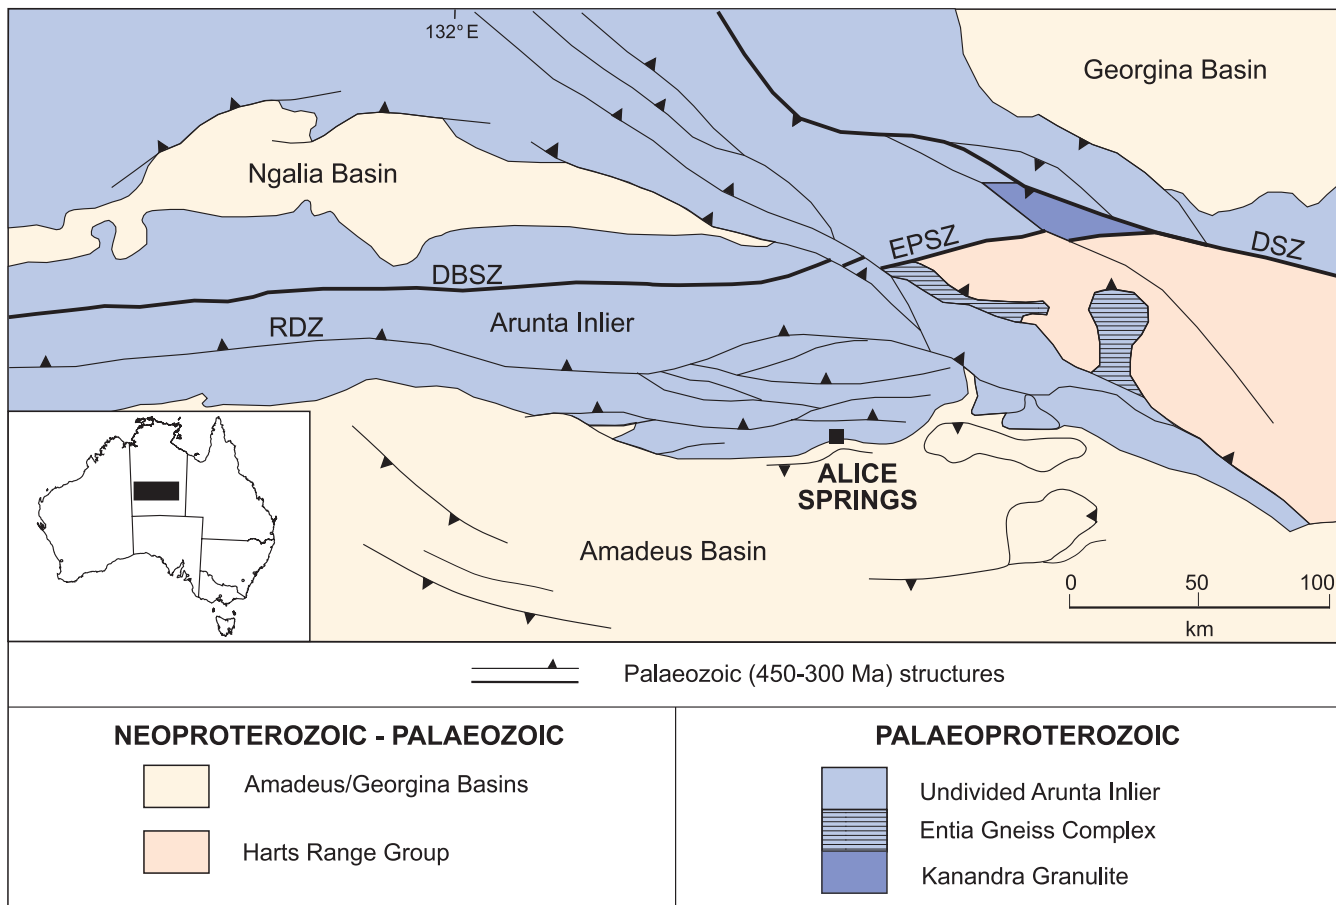 132° E
Georgina Basin
Ngalia Basin
EPSZ
DSZ
DBSZ
RDZ
Arunta Inlier
ALICE
SPRINGS
Amadeus Basin
0 50 100
km
Palaeozoic (450-300 Ma) structures
NEOPROTEROZOIC - PALAEOZOIC
Amadeus/Georgina Basins
Harts Range Group
PALAEOPROTEROZOIC
Undivided Arunta Inlier
Entia Gneiss Complex
Kanandra Granulite